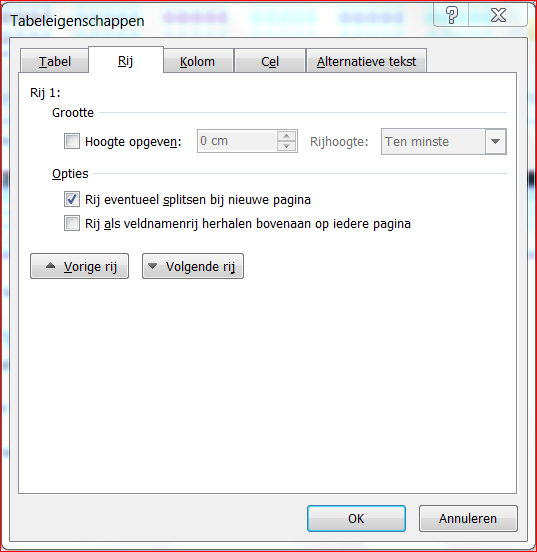 Tabeleigenschappen
Tabel Rij Kolom Cel Alternatieve tekst
Rij 1:
Grootte
Hoogte opgeven: 0 cm Rijhoogte: Ten minste
Opties
Rij eventueel splitsen bij nieuwe pagina
Rij als veldnamenrij herhalen bovenaan op iedere pagina
Vorige rij Volgende rij
OK Annuleren